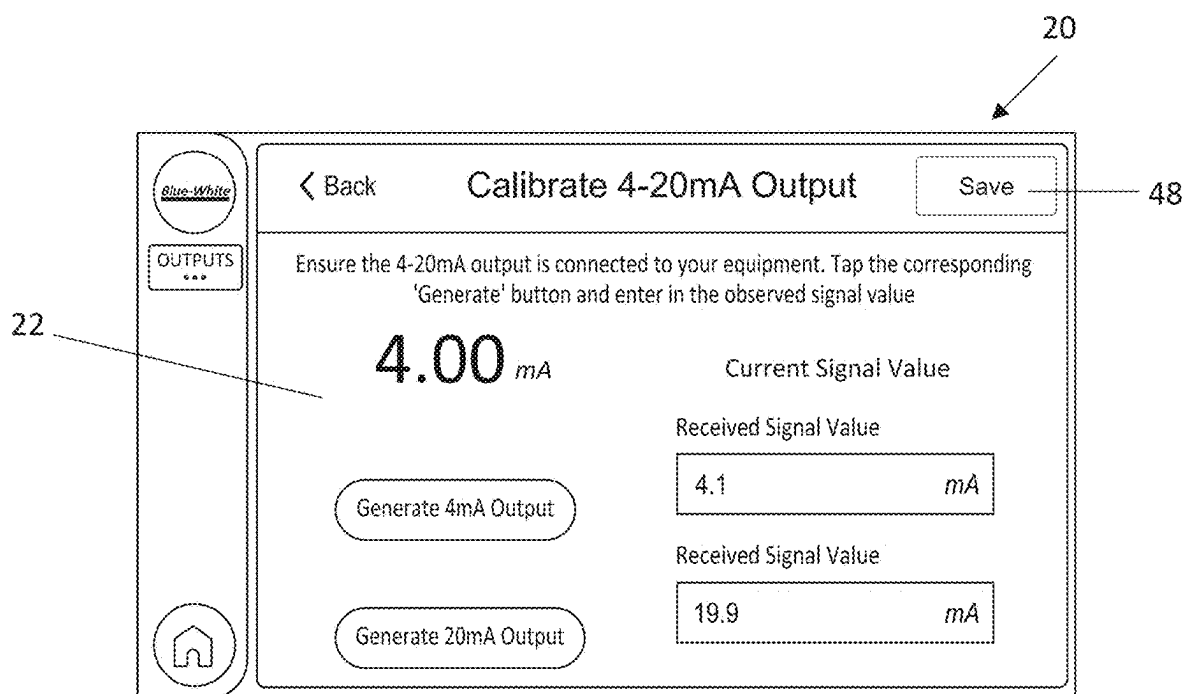 20
Blue-White
< Back
Calibrate 4-20mA Output
Save
48
OUTPUTS
Ensure the 4-20mA output is connected to your equipment. Tap the corresponding
'Generate' button and enter in the observed signal value
22
4.00 mA
Current Signal Value
Received Signal Value
4.1 mA
Generate 4mA Output
Received Signal Value
19.9 mA
Generate 20mA Output